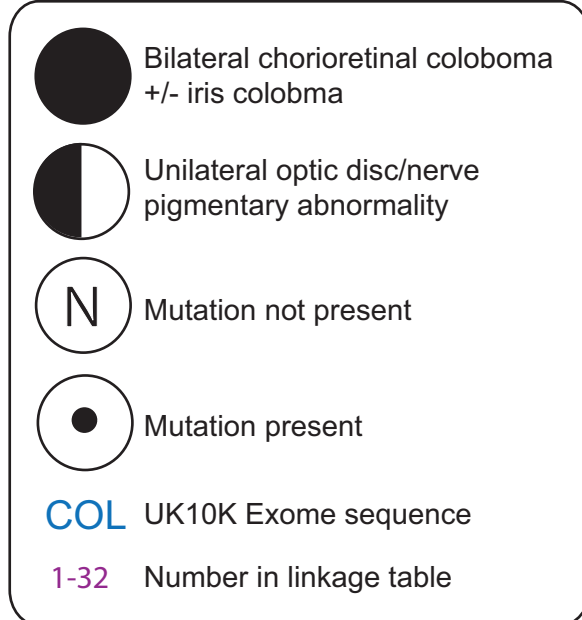 Bilateral chorioretinal coloboma
+/- iris colobma
Unilateral optic disc/nerve
pigmentary abnormality
N Mutation not present
Mutation present
COL UK10K Exome sequence
1-32 Number in linkage table